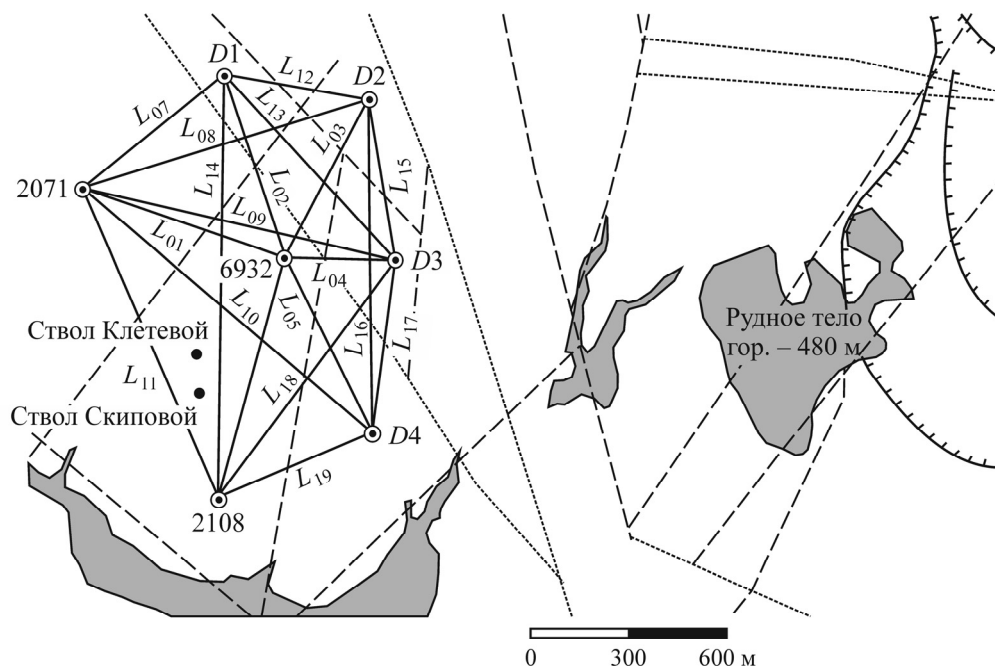 D1
L12
D2
L07
L13
L03
L08
L14
L15
2071
L02
L09
L01
6932
L04
D3
L10
L05
L16
L17
Рудное тело
гор. – 480 м
Ствол Клетевой
L11
L18
Ствол Скиповой
D4
L19
2108
0 300 600 м